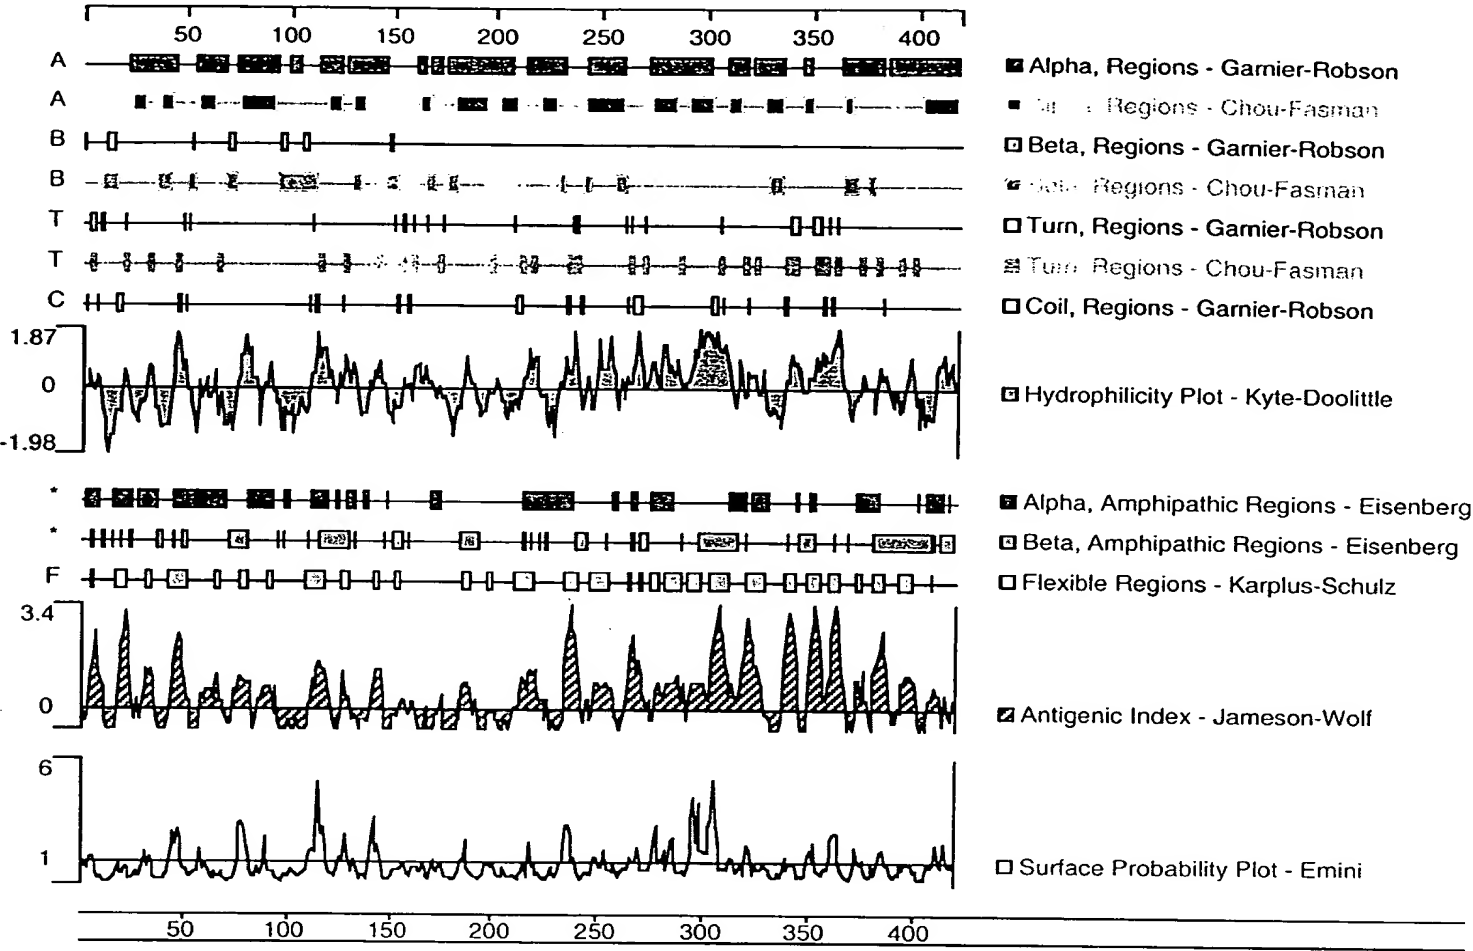 50 100 150 200 250 300 350 400
A Alpha, Regions - Garnier-Robson
A Regions - Chou-Fasman
B Beta, Regions - Garnier-Robson
B Regions - Chou-Fasman
T Turn, Regions - Garnier-Robson
T Turn Regions - Chou-Fasman
C Coil, Regions - Garnier-Robson
1.87
0 Hydrophilicity Plot - Kyte-Doolittle
-1.98
* Alpha, Amphipathic Regions - Eisenberg
* Beta, Amphipathic Regions - Eisenberg
F Flexible Regions - Karplus-Schulz
3.4
0 Antigenic Index - Jameson-Wolf
6
1 Surface Probability Plot - Emini
50 100 150 200 250 300 350 400